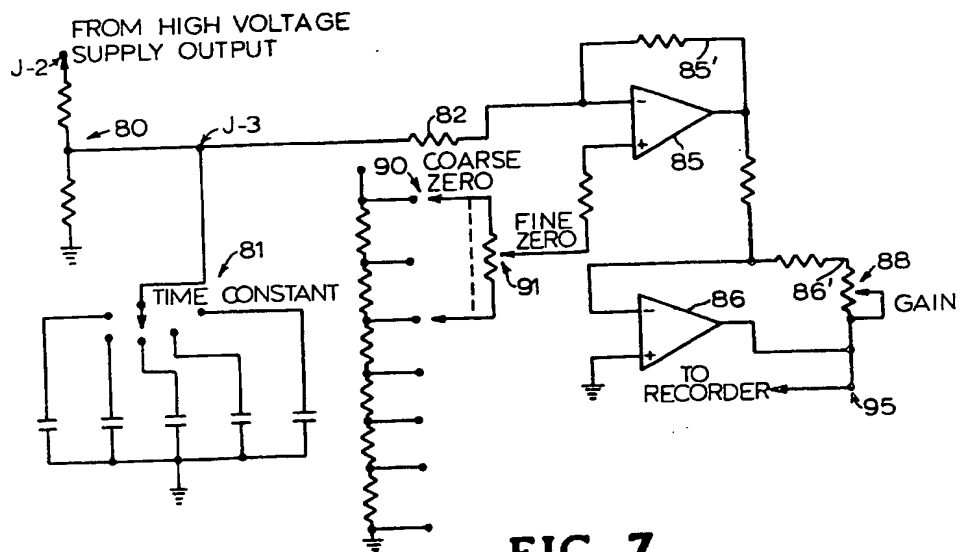 FROM HIGH VOLTAGE
SUPPLY OUTPUT
J-2
80
J-3
82
85'
-
+
85
90
COARSE
ZERO
FINE
ZERO
91
81
TIME CONSTANT
86'
88
GAIN
-
+
86
TO
RECORDER
95
FIG. 7